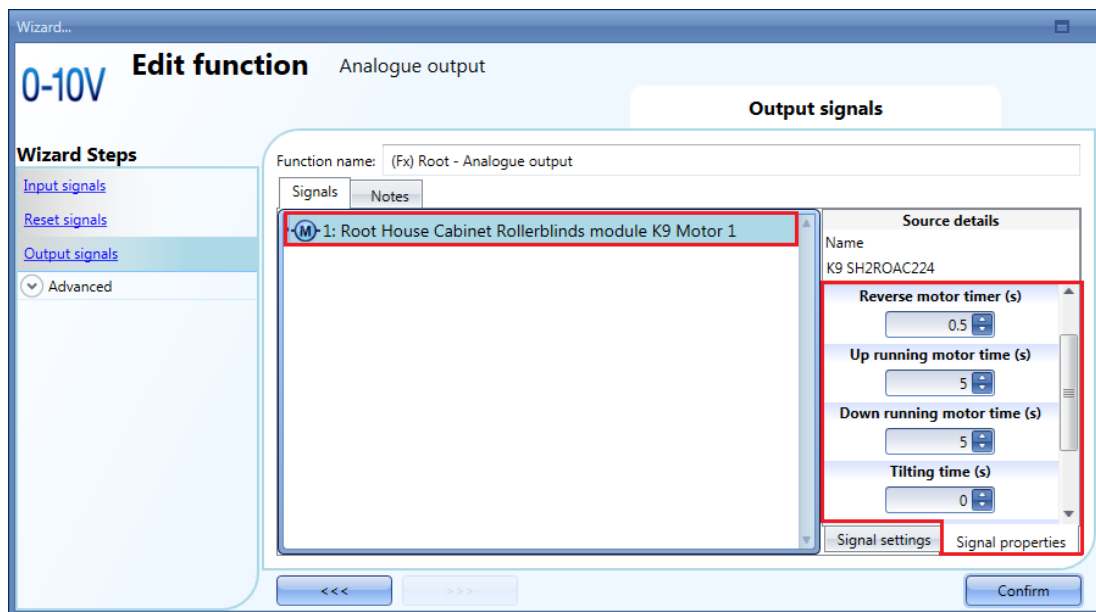 Wizard...
0-10V
Edit function
Analogue output
Output signals
Wizard Steps
Input signals
Reset signals
Output signals
Advanced
Function name:
(Fx) Root - Analogue output
Signals
Notes
M
1: Root House Cabinet Rollerblinds module K9 Motor 1
Source details
Name
K9 SH2ROAC224
Reverse motor timer (s)
0.5
Up running motor time (s)
5
Down running motor time (s)
5
Tilting time (s)
0
Signal settings
Signal properties
<<<
>>>
Confirm